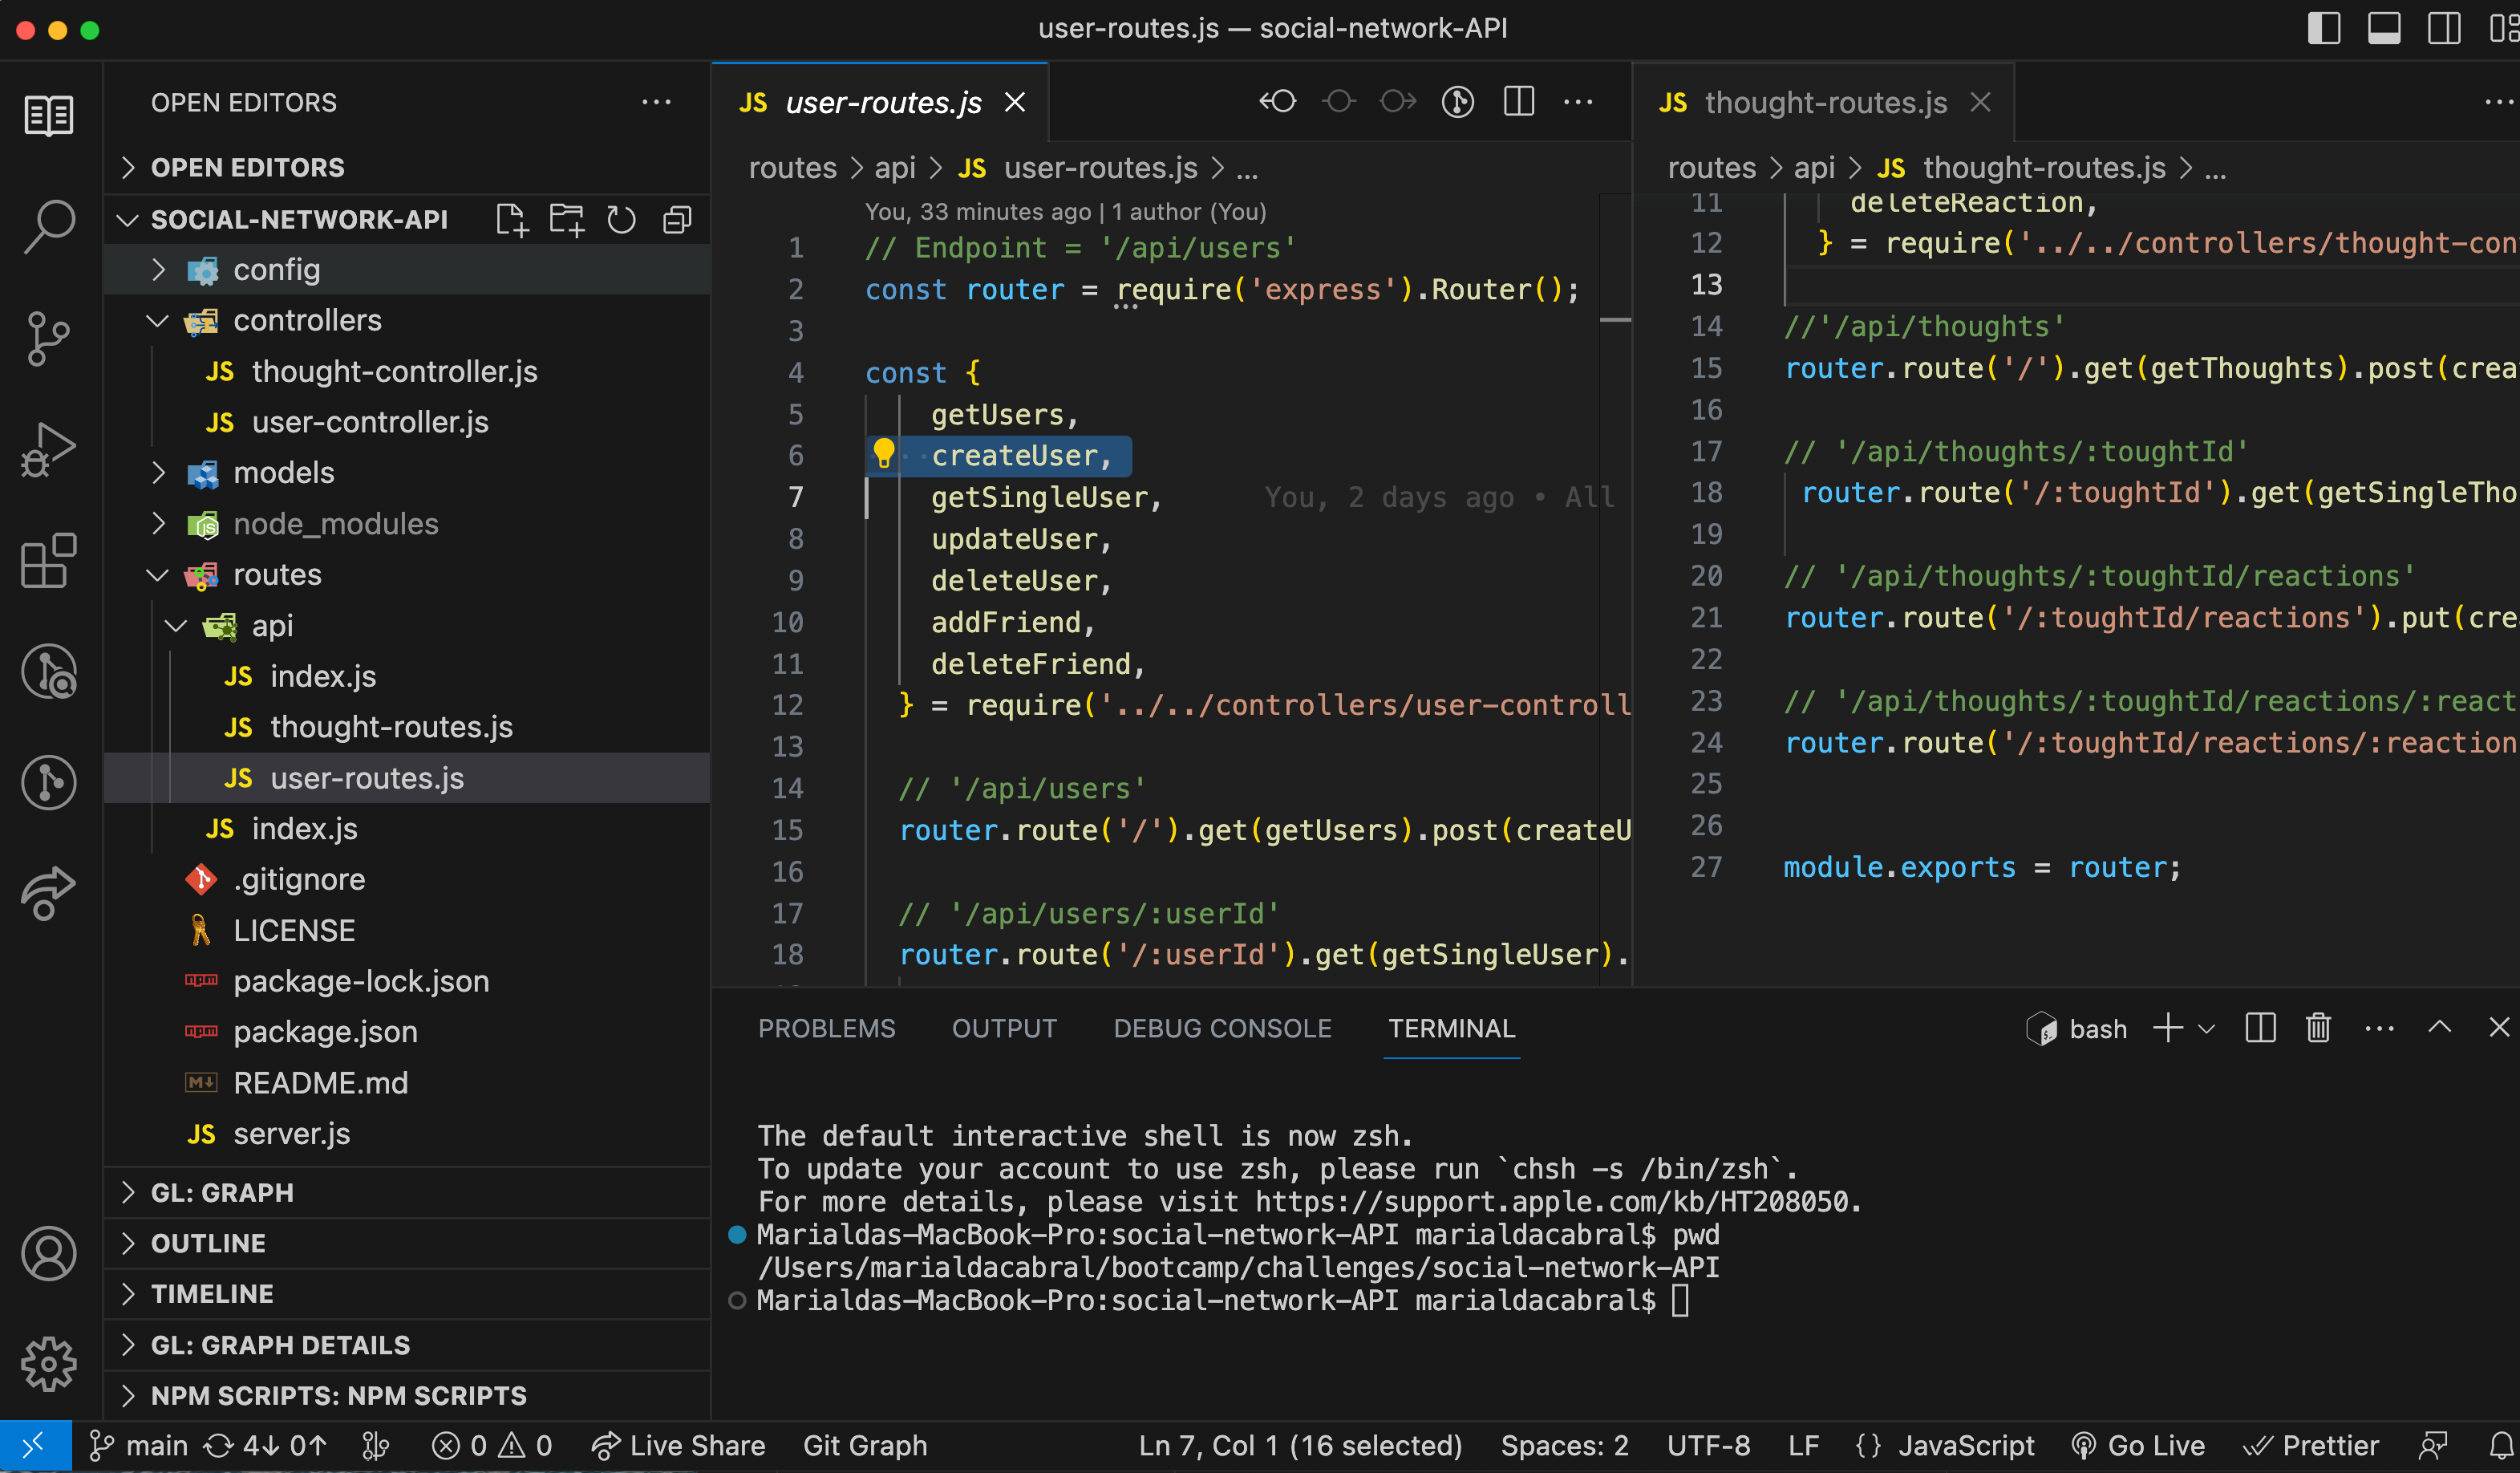 user-routes.js — social-network-API
OPEN EDITORS
OPEN EDITORS
SOCIAL-NETWORK-API
config
controllers
JS thought-controller.js
JS user-controller.js
models
node_modules
routes
api
JS index.js
JS thought-routes.js
JS user-routes.js
JS index.js
.gitignore
LICENSE
package-lock.json
package.json
README.md
JS server.js
GL: GRAPH
OUTLINE
TIMELINE
GL: GRAPH DETAILS
NPM SCRIPTS: NPM SCRIPTS
JS user-routes.js
routes > api > JS user-routes.js > ...
You, 33 minutes ago | 1 author (You)
1 // Endpoint = '/api/users'
2 const router = require('express').Router();
3
4 const {
5 getUsers,
6 createUser,
7 getSingleUser, You, 2 days ago • All
8 updateUser,
9 deleteUser,
10 addFriend,
11 deleteFriend,
12 } = require('../../controllers/user-controll
13
14 // '/api/users'
15 router.route('/').get(getUsers).post(createU
16
17 // '/api/users/:userId'
18 router.route('/:userId').get(getSingleUser).
JS thought-routes.js
routes > api > JS thought-routes.js > ...
11 deleteReaction,
12 } = require('../../controllers/thought-con
13
14 //'/api/thoughts'
15 router.route('/').get(getThoughts).post(crea
16
17 // '/api/thoughts/:toughtId'
18 router.route('/:toughtId').get(getSingleTho
19
20 // '/api/thoughts/:toughtId/reactions'
21 router.route('/:toughtId/reactions').put(cre
22
23 // '/api/thoughts/:toughtId/reactions/:react
24 router.route('/:toughtId/reactions/:reaction
25
26
27 module.exports = router;
PROBLEMS OUTPUT DEBUG CONSOLE TERMINAL bash
The default interactive shell is now zsh.
To update your account to use zsh, please run `chsh -s /bin/zsh`.
For more details, please visit https://support.apple.com/kb/HT208050.
Marialdas-MacBook-Pro:social-network-API marialdacabral$ pwd
/Users/marialdacabral/bootcamp/challenges/social-network-API
Marialdas-MacBook-Pro:social-network-API marialdacabral$
main 4↓ 0↑ 0 0 Live Share Git Graph Ln 7, Col 1 (16 selected) Spaces: 2 UTF-8 LF {} JavaScript Go Live Prettier